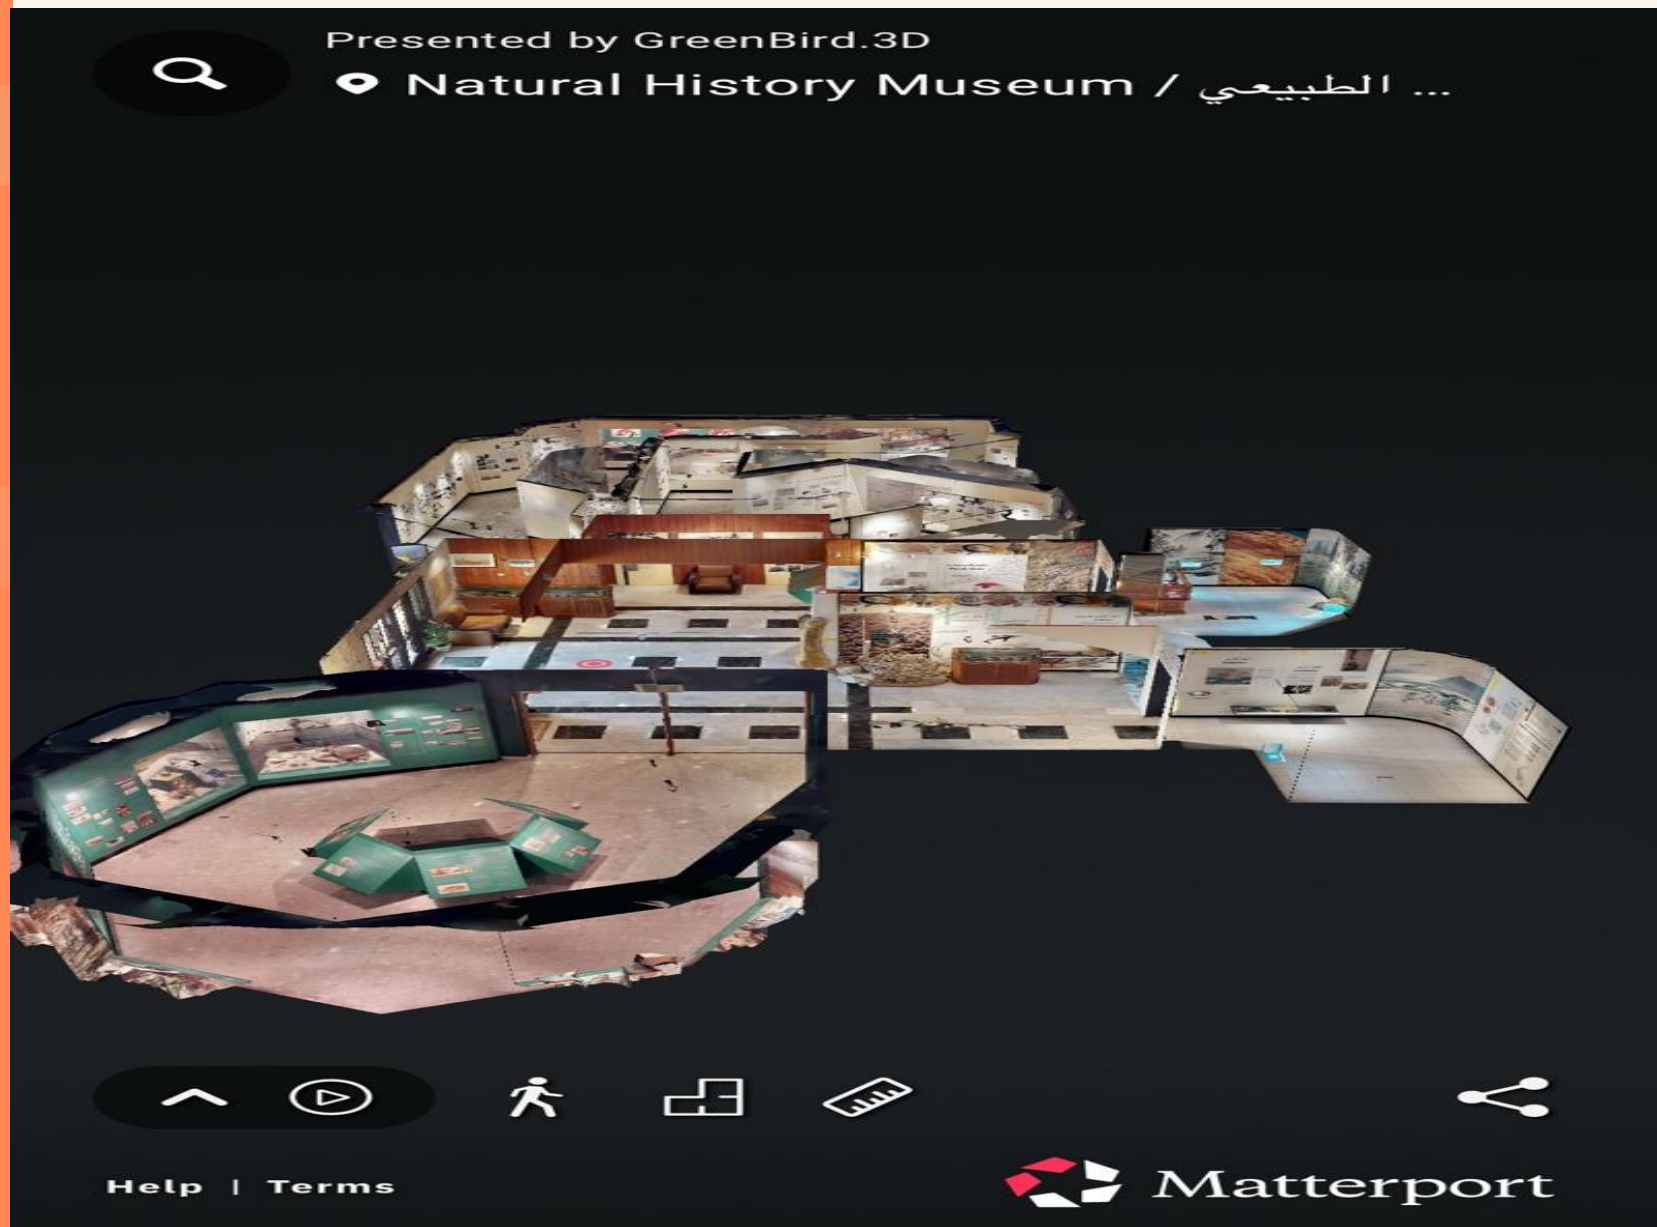 Presented by GreenBird.3D
Natural History Museum / الطبيعي ...
Help | Terms
Matterport